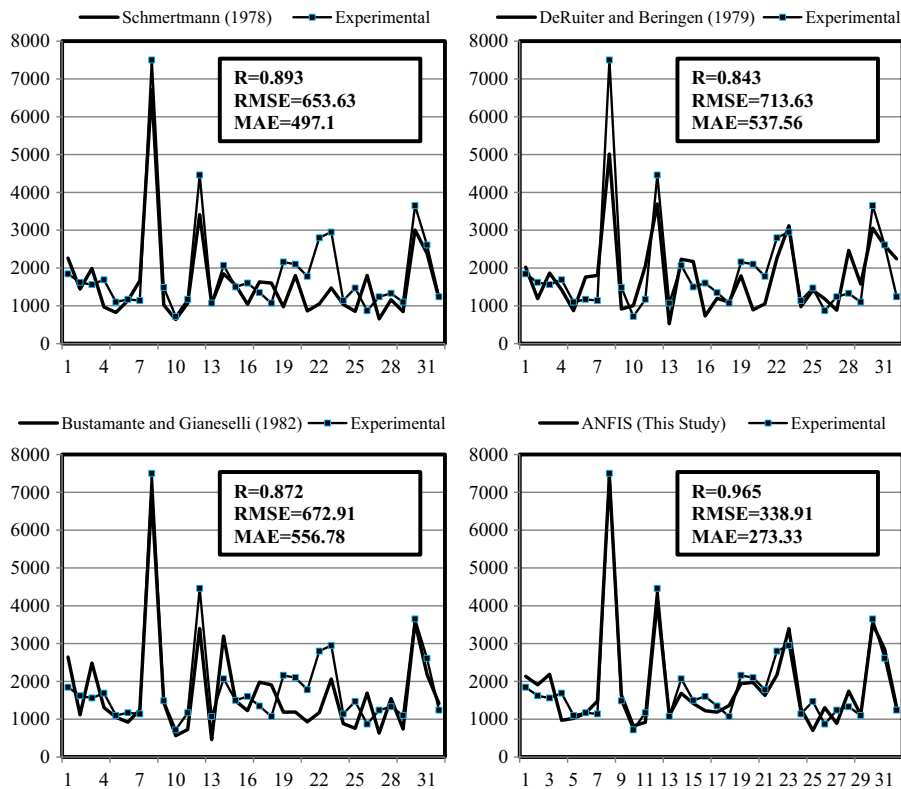 Schmertmann (1978) Experimental
8000
7000
6000
5000
4000
3000
2000
1000
0
R=0.893
RMSE=653.63
MAE=497.1
1 4 7 10 13 16 19 22 25 28 31
DeRuiter and Beringen (1979) Experimental
8000
7000
6000
5000
4000
3000
2000
1000
0
R=0.843
RMSE=713.63
MAE=537.56
1 4 7 10 13 16 19 22 25 28 31
Bustamante and Gianeselli (1982) Experimental
8000
7000
6000
5000
4000
3000
2000
1000
0
R=0.872
RMSE=672.91
MAE=556.78
1 4 7 10 13 16 19 22 25 28 31
ANFIS (This Study) Experimental
8000
7000
6000
5000
4000
3000
2000
1000
0
R=0.965
RMSE=338.91
MAE=273.33
1 3 5 7 9 11 13 15 17 19 21 23 25 27 29 31